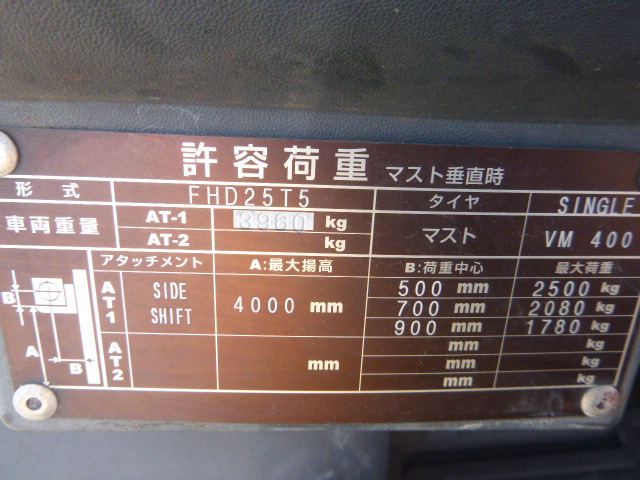 許容荷重 マスト垂直時
形式 FHD25T5 タイヤ SINGLE
車両重量 AT-1 3960 kg マスト VM 400
AT-2 kg
アタッチメント A:最大揚高 B:荷重中心 最大荷重
AT1 SIDE SHIFT 4000 mm 500 mm 2500 kg
700 mm 2080 kg
900 mm 1780 kg
AT2 mm mm kg
mm kg
mm kg
B
A
B